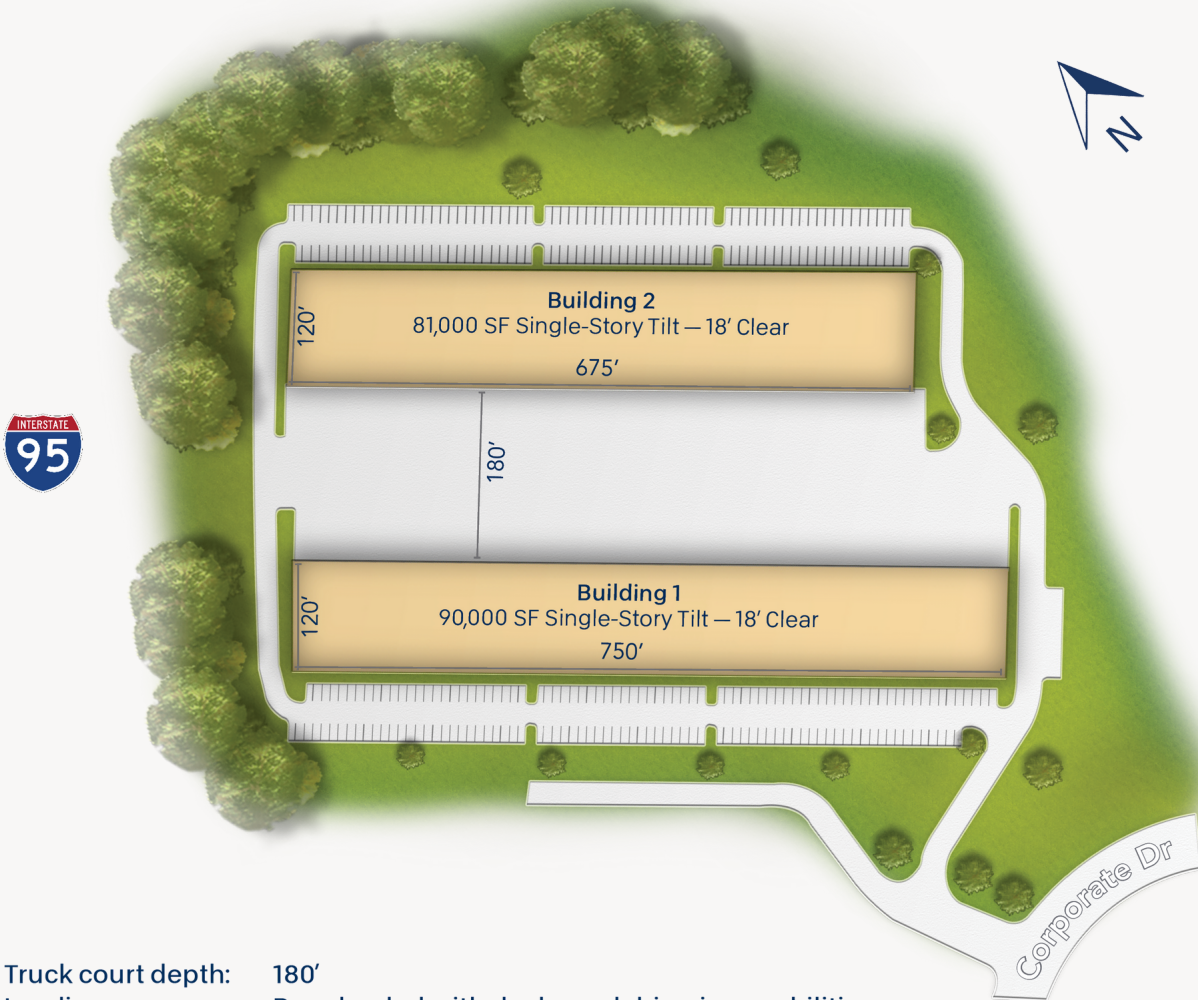 N
Building 2
81,000 SF Single-Story Tilt — 18′ Clear
120′
675′
INTERSTATE
95
180′
Building 1
90,000 SF Single-Story Tilt — 18′ Clear
120′
750′
Corporate Dr
Truck court depth: 180′